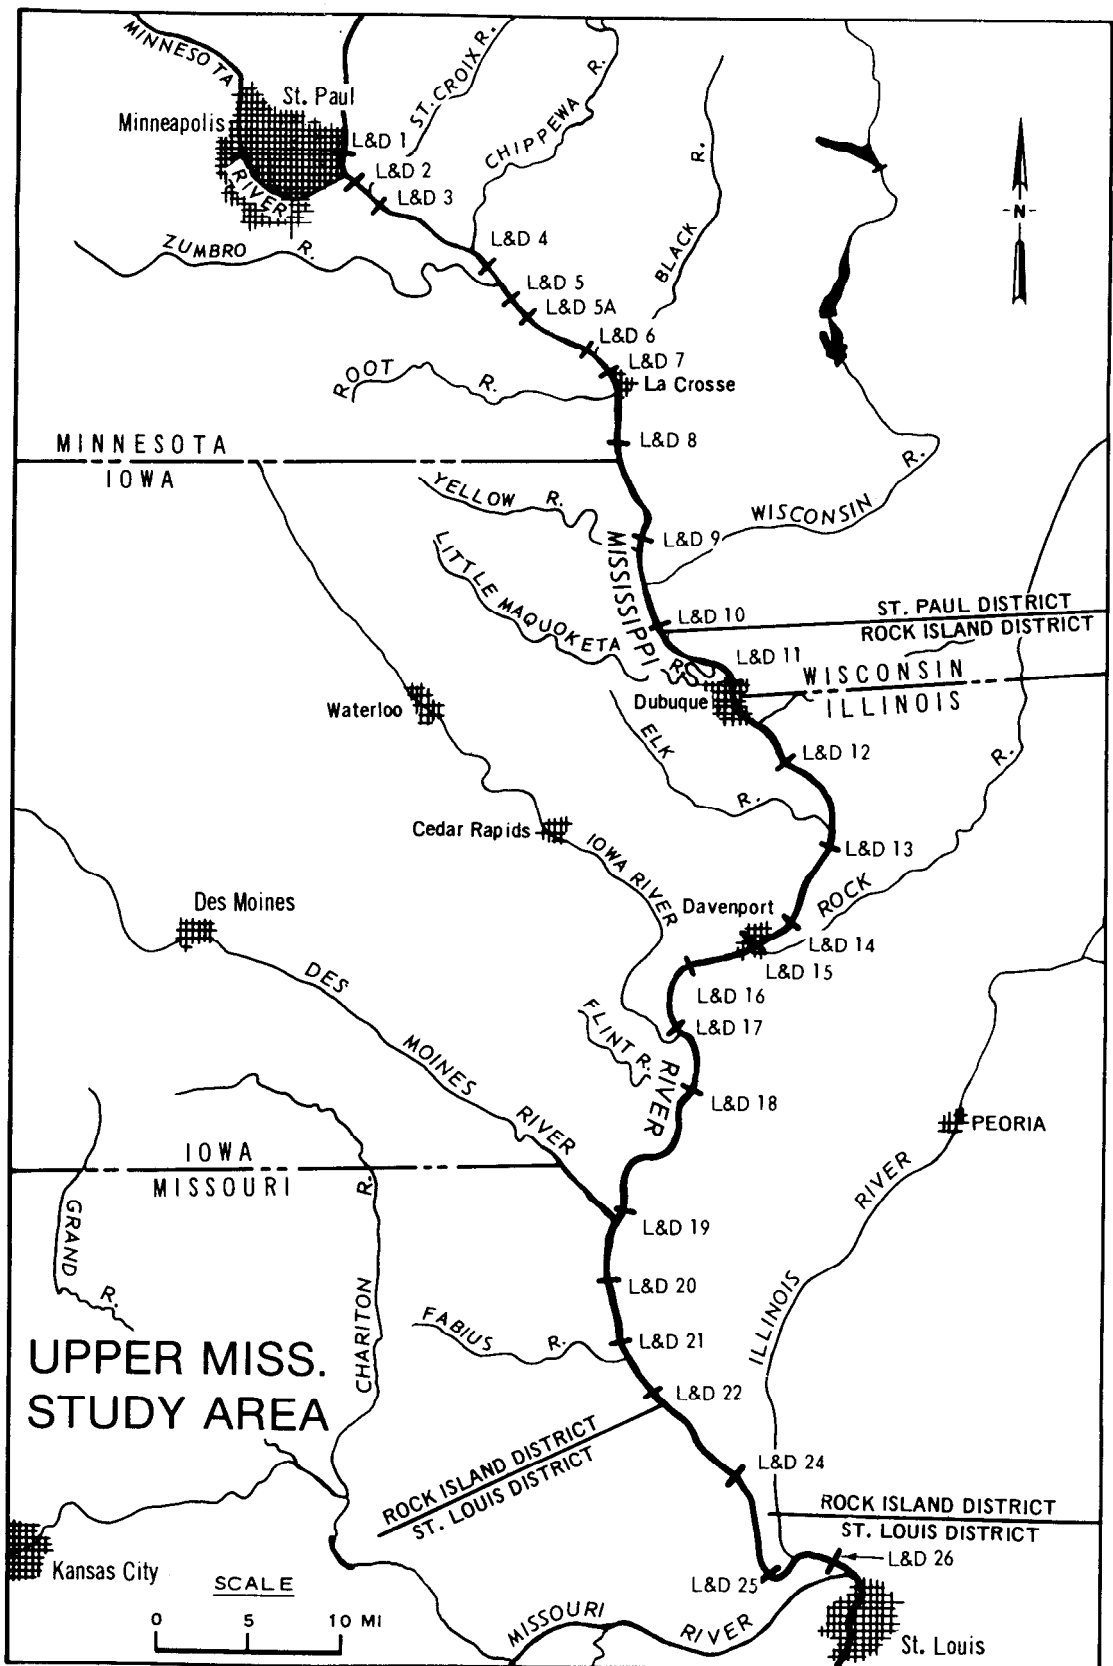 MINNESOTA
RIVER
St. Paul
Minneapolis
ST. CROIX R.
CHIPPEWA R.
BLACK R.
L&D 1
L&D 2
L&D 3
-N-
ZUMBRO R.
L&D 4
L&D 5
L&D 5A
L&D 6
L&D 7
ROOT R.
La Crosse
L&D 8
MINNESOTA
IOWA
YELLOW R.
WISCONSIN R.
L&D 9
MISSISSIPPI
RIVER
LITTLE MAQUOKETA R.
L&D 10
ST. PAUL DISTRICT
ROCK ISLAND DISTRICT
L&D 11
WISCONSIN
ILLINOIS
Dubuque
Waterloo
ELK R.
L&D 12
Cedar Rapids
IOWA RIVER
L&D 13
ROCK R.
Des Moines
Davenport
L&D 14
L&D 15
L&D 16
L&D 17
FLINT R.
DES MOINES RIVER
L&D 18
PEORIA
IOWA
MISSOURI
GRAND R.
CHARITON R.
ILLINOIS RIVER
L&D 19
L&D 20
FABIUS R.
L&D 21
L&D 22
UPPER MISS.
STUDY AREA
ROCK ISLAND DISTRICT
ST. LOUIS DISTRICT
L&D 24
ROCK ISLAND DISTRICT
ST. LOUIS DISTRICT
L&D 26
L&D 25
Kansas City
SCALE
0 5 10 MI
MISSOURI RIVER
St. Louis